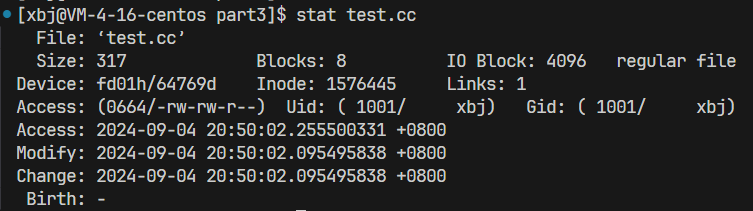 [xbj@VM-4-16-centos part3]$ stat test.cc
File: ‘test.cc’
Size: 317 Blocks: 8 IO Block: 4096 regular file
Device: fd01h/64769d Inode: 1576445 Links: 1
Access: (0664/-rw-rw-r--) Uid: ( 1001/ xbj) Gid: ( 1001/ xbj)
Access: 2024-09-04 20:50:02.255500331 +0800
Modify: 2024-09-04 20:50:02.095495838 +0800
Change: 2024-09-04 20:50:02.095495838 +0800
Birth: -